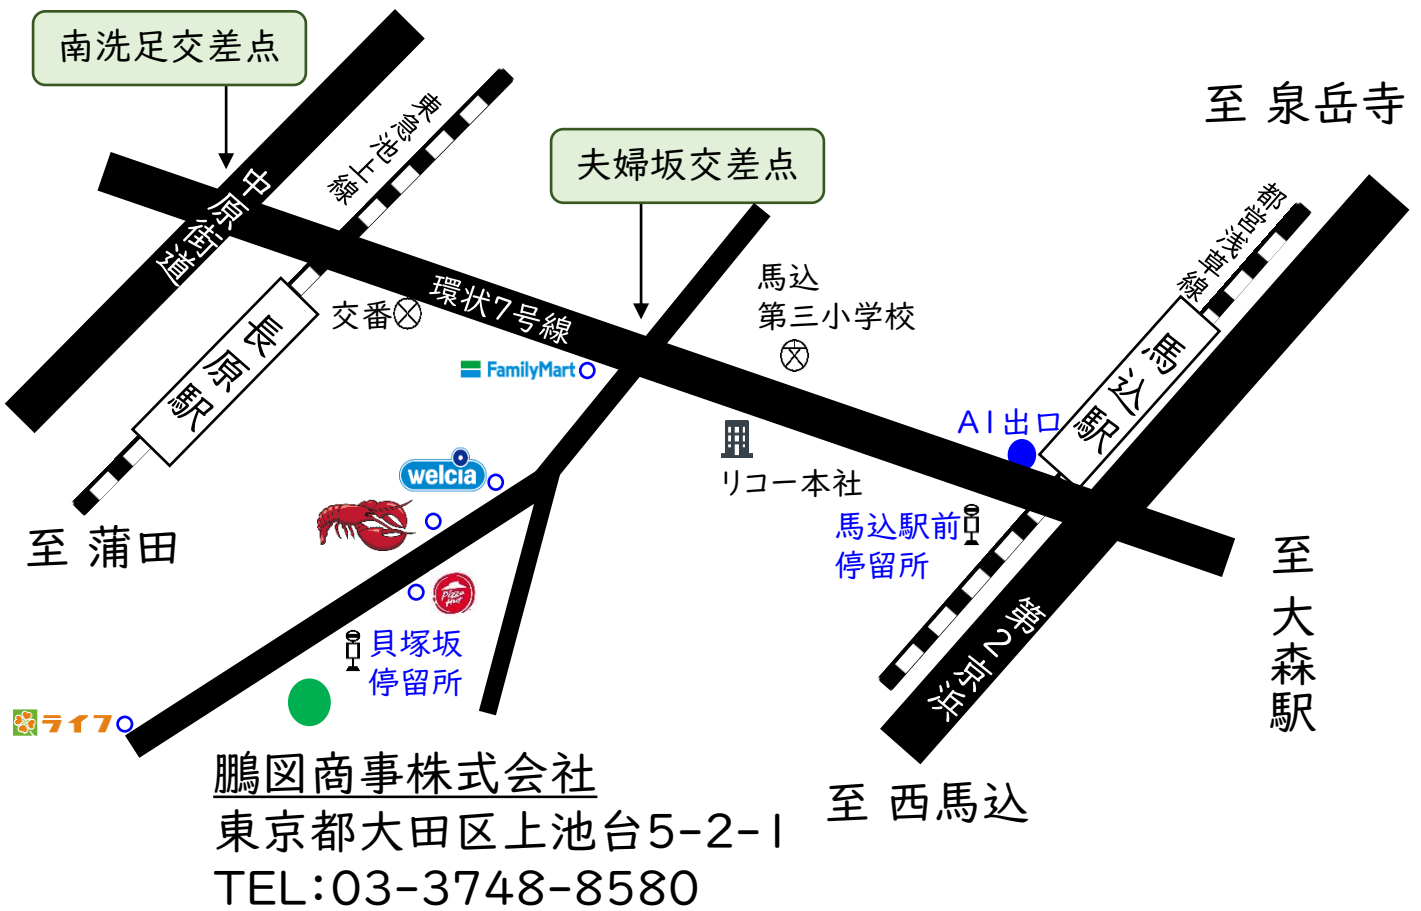 南洗足交差点
東急池上線
至 泉岳寺
夫婦坂交差点
中原街道
都営浅草線
馬込
第三小学校
環状7号線
交番
長原駅
FamilyMart
馬込駅
A1出口
welcia
リコー本社
馬込駅前
停留所
至 蒲田
至 大森駅
Pizza Hut
第2京浜
貝塚坂
停留所
ライフ
鵬図商事株式会社
至 西馬込
東京都大田区上池台5-2-1
TEL:03-3748-8580